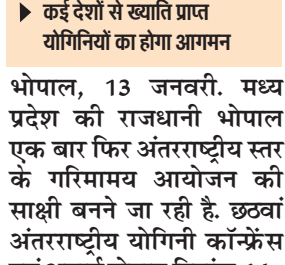 कई देशों से ख्याति प्राप्त
योगिनियों का होगा आगमन
भोपाल, 13 जनवरी. मध्य
प्रदेश की राजधानी भोपाल
एक बार फिर अंतरराष्ट्रीय स्तर
के गरिमामय आयोजन की
साक्षी बनने जा रही है. छठवां
अंतरराष्ट्रीय योगिनी कॉन्फ्रेंस